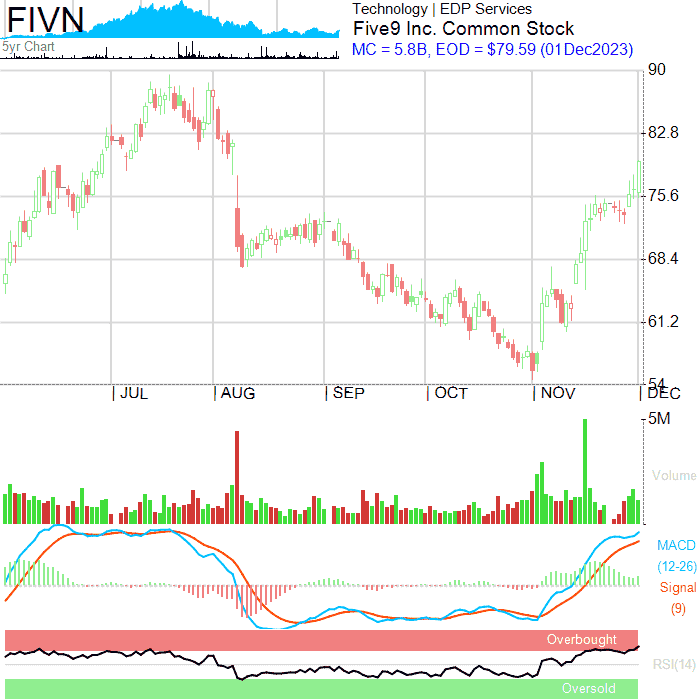 FIVN
5yr Chart
Technology | EDP Services
Five9 Inc. Common Stock
MC = 5.8B, EOD = $79.59 (01Dec2023)
90
82.8
75.6
68.4
61.2
54
| JUL | AUG | SEP | OCT | NOV | DEC
5M
Volume
MACD
(12-26)
Signal
(9)
Overbought
RSI(14)
Oversold